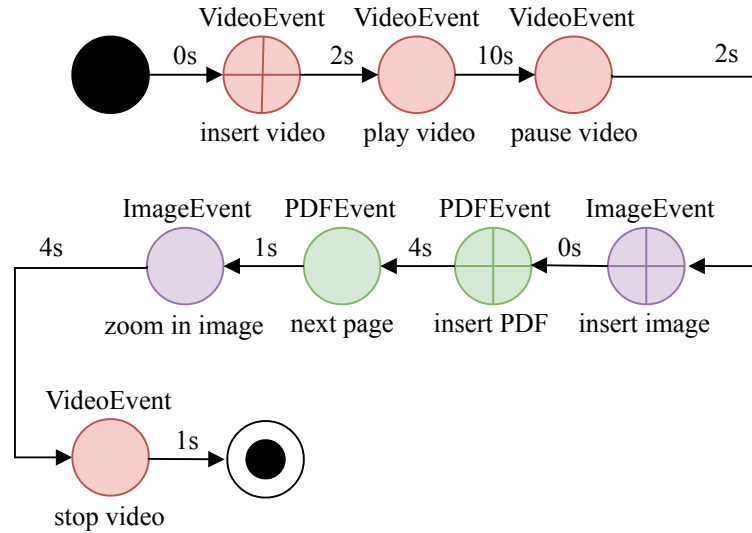 VideoEvent VideoEvent VideoEvent
0s 2s 10s 2s
insert video play video pause video
ImageEvent PDFEvent PDFEvent ImageEvent
4s 1s 4s 0s
zoom in image next page insert PDF insert image
VideoEvent
1s
stop video